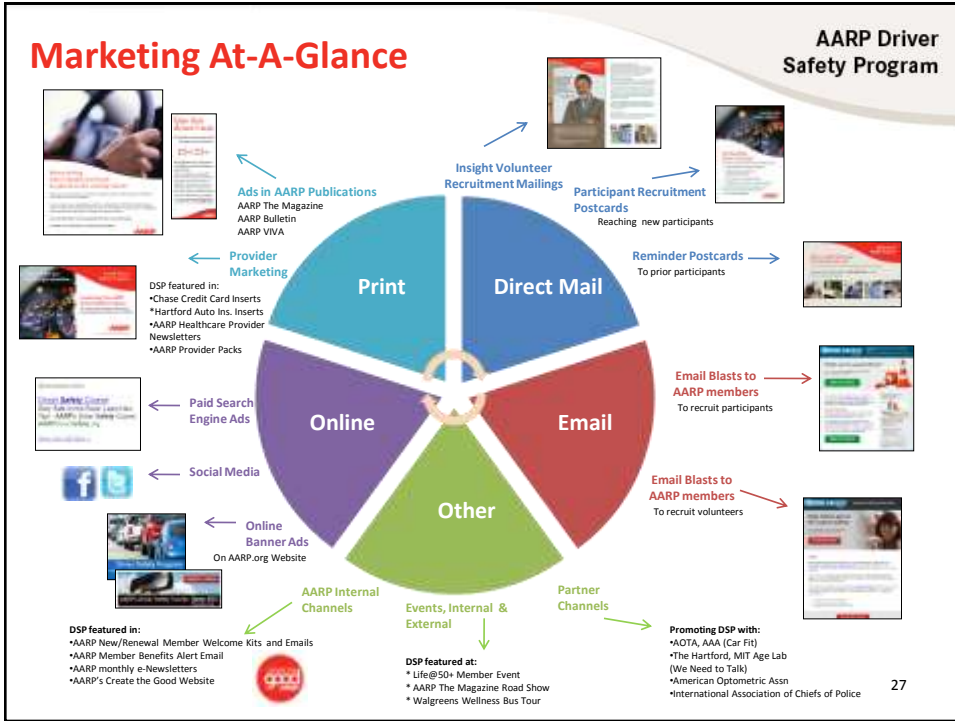 Marketing At-A-Glance
AARP Driver
Safety Program
Insight Volunteer
Recruitment Mailings
Participant Recruitment
Postcards
Reaching new participants
Reminder Postcards
To prior participants
Ads in AARP Publications
AARP The Magazine
AARP Bulletin
AARP VIVA
Provider
Marketing
DSP featured in:
•Chase Credit Card Inserts
•Hartford Auto Ins. Inserts
•AARP Healthcare Provider
Newsletters
•AARP Provider Packs
Print
Direct Mail
Online
Email
Other
Paid Search
Engine Ads
Social Media
Online
Banner Ads
On AARP.org Website
Email Blasts to
AARP members
To recruit participants
Email Blasts to
AARP members
To recruit volunteers
AARP Internal
Channels
DSP featured in:
•AARP New/Renewal Member Welcome Kits and Emails
•AARP Member Benefits Alert Email
•AARP monthly e-Newsletters
•AARP's Create the Good Website
Events, Internal &
External
DSP featured at:
* Life@50+ Member Event
* AARP The Magazine Road Show
* Walgreens Wellness Bus Tour
Partner
Channels
Promoting DSP with:
•AOTA, AAA (Car Fit)
•The Hartford, MIT Age Lab
(We Need to Talk)
•American Optometric Assn
•International Association of Chiefs of Police
27